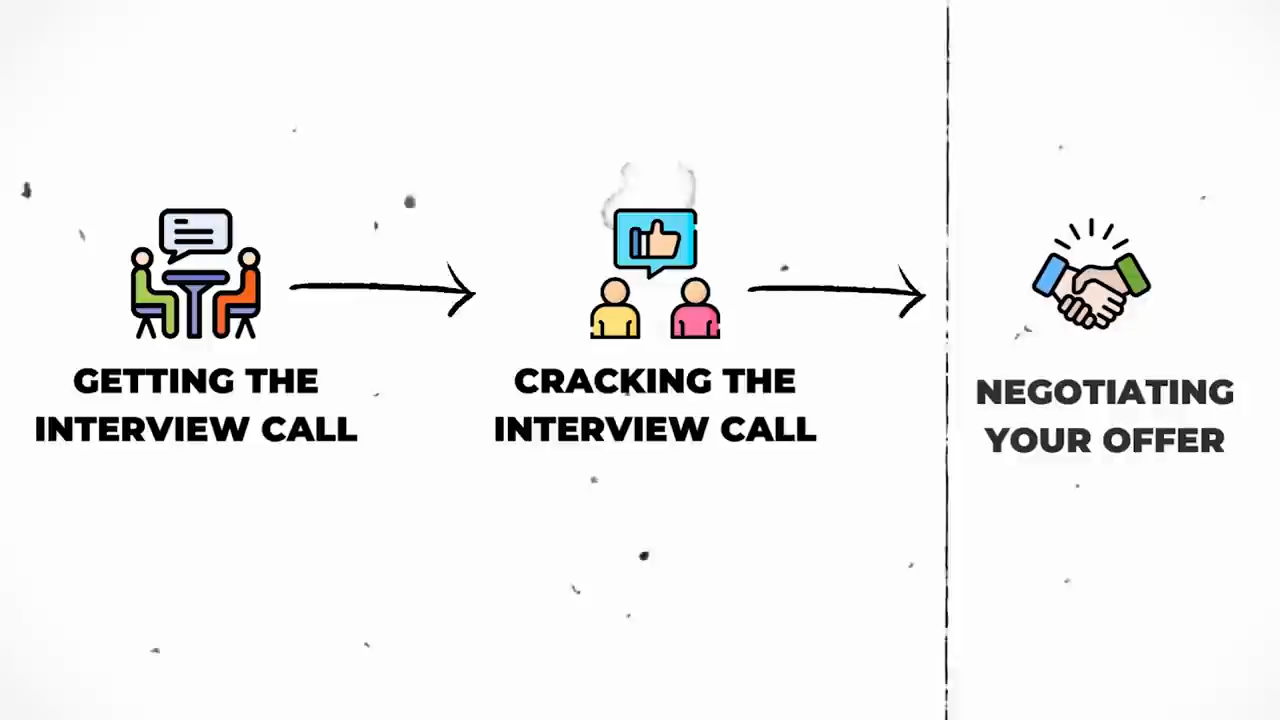 GETTING THE
INTERVIEW CALL
CRACKING THE
INTERVIEW CALL
NEGOTIATING
YOUR OFFER